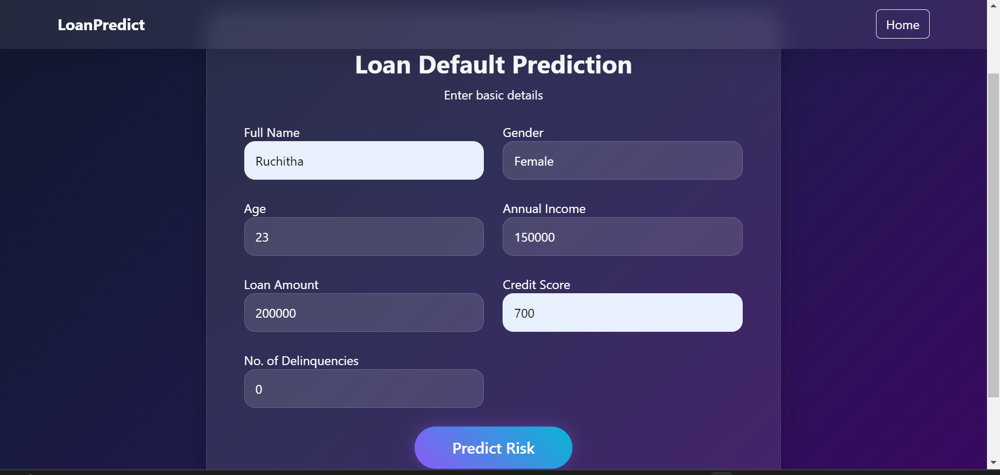 LoanPredict
Home
Loan Default Prediction
Enter basic details
Full Name
Gender
Ruchitha
Female
Age
Annual Income
23
150000
Loan Amount
Credit Score
200000
700
No. of Delinquencies
0
Predict Risk